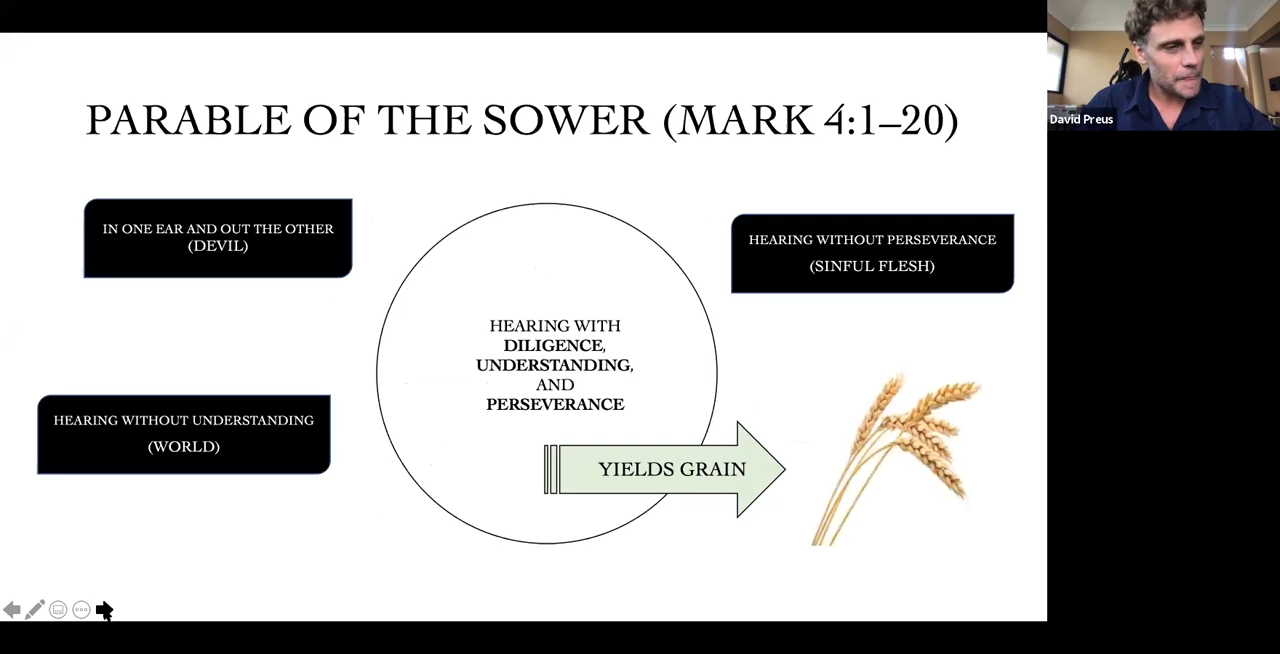 PARABLE OF THE SOWER (MARK 4:1–20)
IN ONE EAR AND OUT THE OTHER
(DEVIL)
HEARING WITHOUT PERSEVERANCE
(SINFUL FLESH)
HEARING WITH
DILIGENCE,
UNDERSTANDING,
AND
PERSEVERANCE
HEARING WITHOUT UNDERSTANDING
(WORLD)
YIELDS GRAIN
David Preus